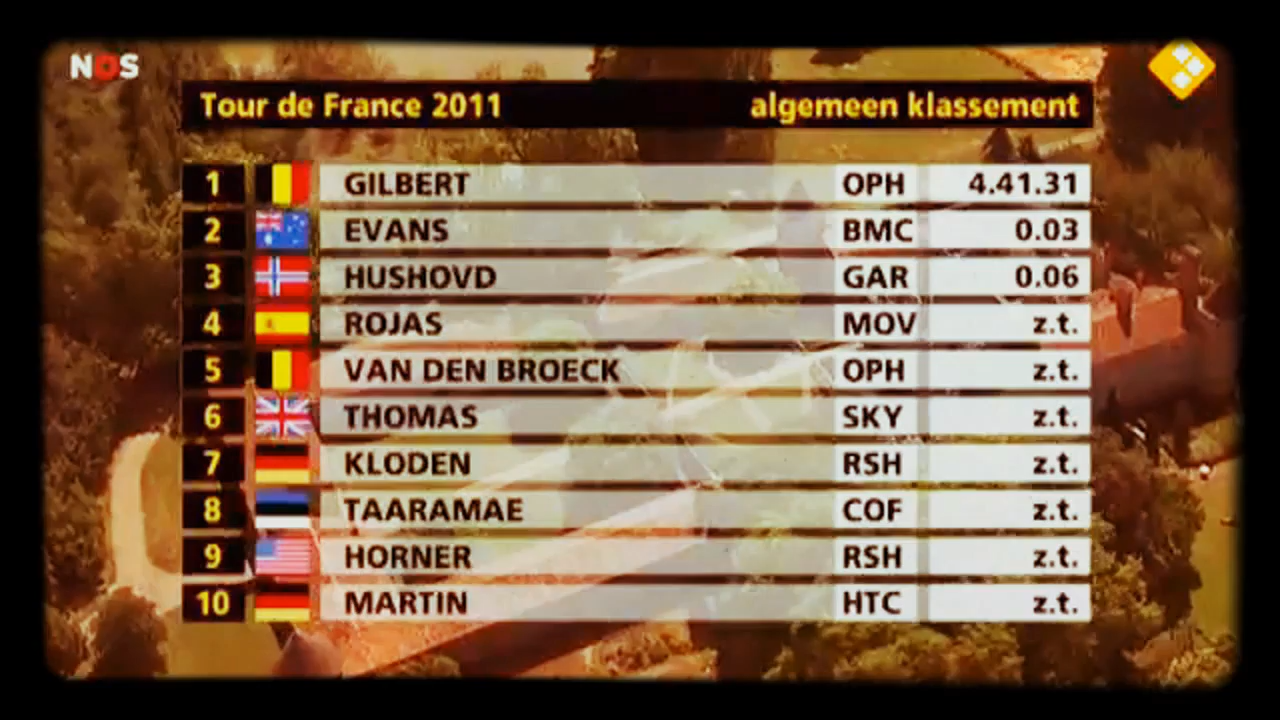 NOS
Tour de France 2011 algemeen klassement
1 GILBERT OPH 4.41.31
2 EVANS BMC 0.03
3 HUSHOVD GAR 0.06
4 ROJAS MOV z.t.
5 VAN DEN BROECK OPH z.t.
6 THOMAS SKY z.t.
7 KLODEN RSH z.t.
8 TAARAMAE COF z.t.
9 HORNER RSH z.t.
10 MARTIN HTC z.t.